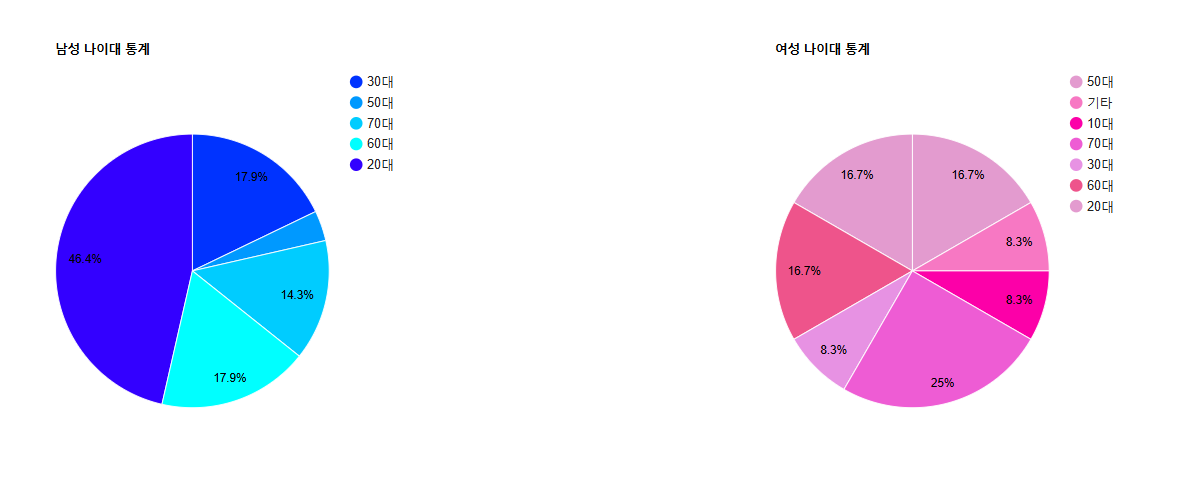 남성 나이대 통계
30대
50대
70대
60대
20대
17.9%
14.3%
17.9%
46.4%
여성 나이대 통계
50대
기타
10대
70대
30대
60대
20대
16.7%
8.3%
8.3%
25%
8.3%
16.7%
16.7%